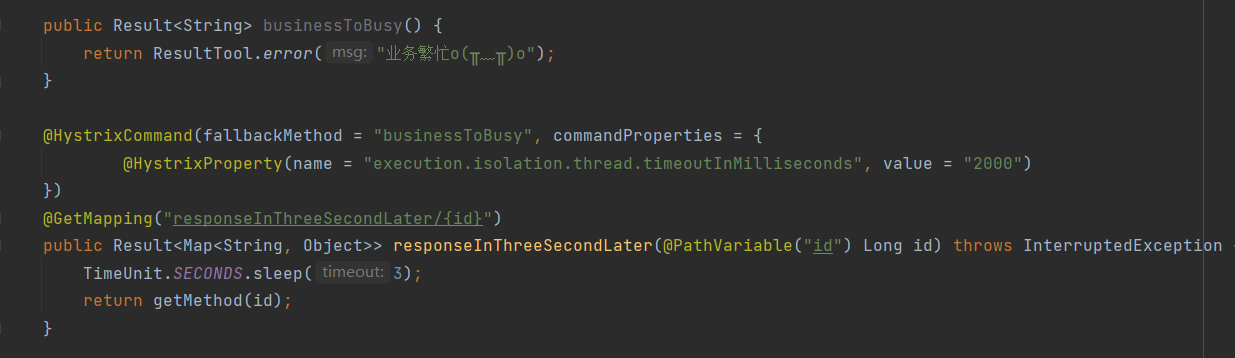 public Result<String> businessToBusy() {
return ResultTool.error( msg: "业务繁忙o(╥﹏╥)o");
}
@HystrixCommand(fallbackMethod = "businessToBusy", commandProperties = {
@HystrixProperty(name = "execution.isolation.thread.timeoutInMilliseconds", value = "2000")
})
@GetMapping("responseInThreeSecondLater/{id}")
public Result<Map<String, Object>> responseInThreeSecondLater(@PathVariable("id") Long id) throws InterruptedException {
TimeUnit.SECONDS.sleep( timeout: 3);
return getMethod(id);
}